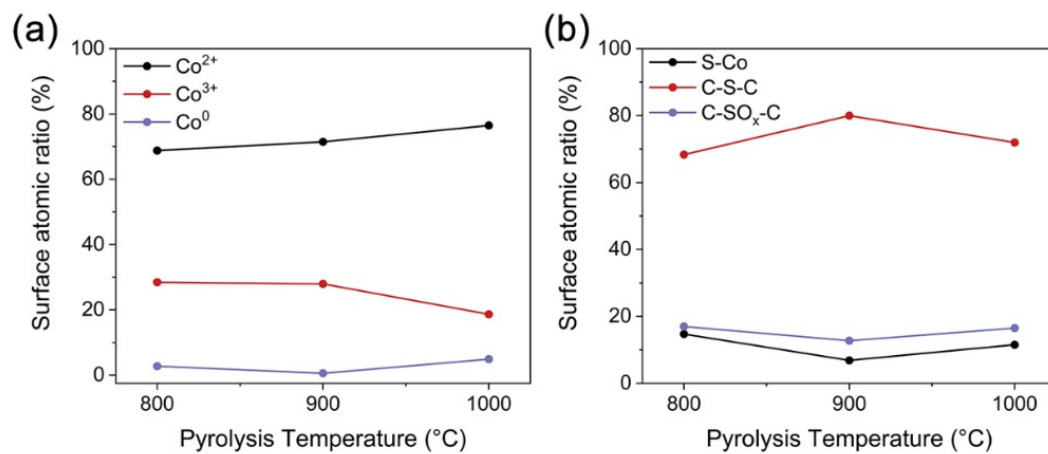 (a)
100
80
60
40
20
0
Surface atomic ratio (%)
Co²⁺
Co³⁺
Co⁰
800 900 1000
Pyrolysis Temperature (°C)
(b)
100
80
60
40
20
0
Surface atomic ratio (%)
S-Co
C-S-C
C-SOₓ-C
800 900 1000
Pyrolysis Temperature (°C)